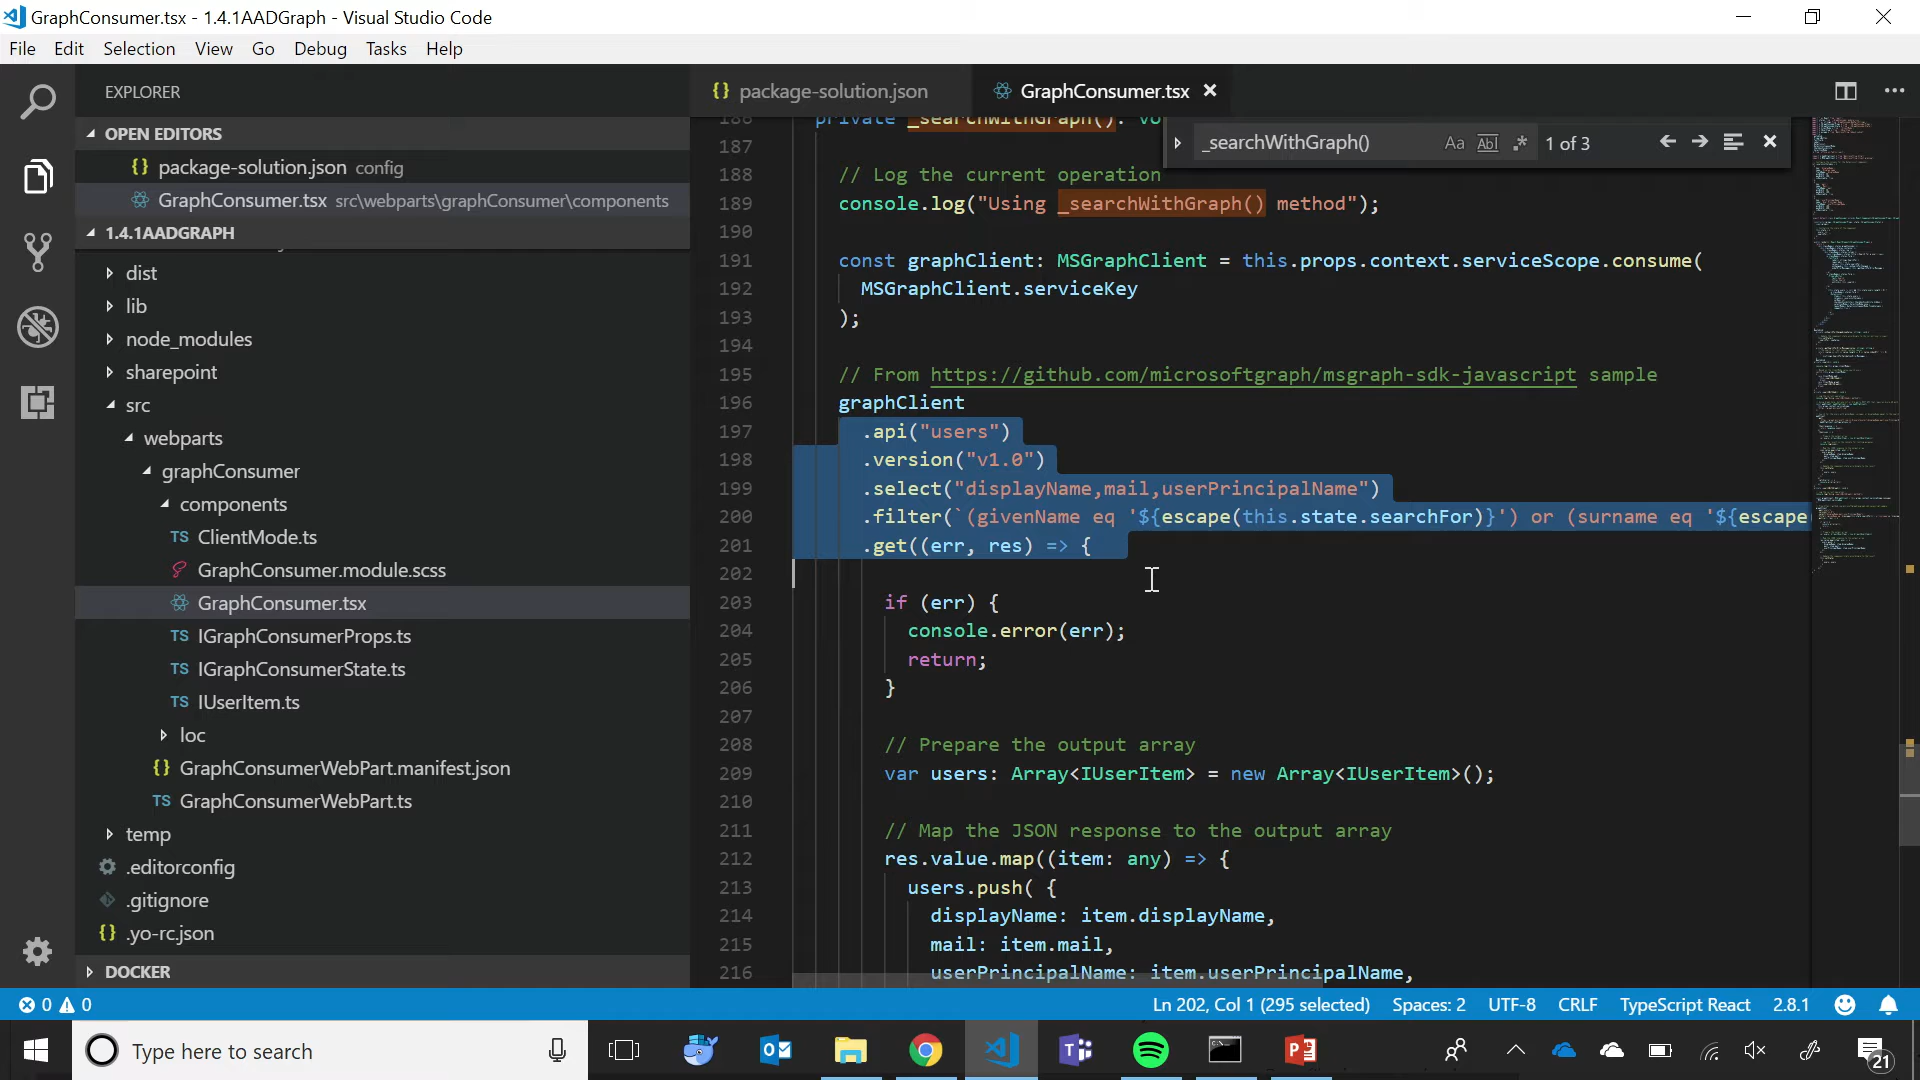 GraphConsumer.tsx - 1.4.1AADGraph - Visual Studio Code
File Edit Selection View Go Debug Tasks Help
EXPLORER
OPEN EDITORS
{} package-solution.json config
GraphConsumer.tsx src\webparts\graphConsumer\components
1.4.1AADGRAPH
dist
lib
node_modules
sharepoint
src
webparts
graphConsumer
components
TS ClientMode.ts
GraphConsumer.module.scss
GraphConsumer.tsx
TS IGraphConsumerProps.ts
TS IGraphConsumerState.ts
TS IUserItem.ts
loc
{} GraphConsumerWebPart.manifest.json
TS GraphConsumerWebPart.ts
temp
.editorconfig
.gitignore
{} .yo-rc.json
DOCKER
{} package-solution.json
GraphConsumer.tsx
_searchWithGraph() Aa Abl .* 1 of 3
186 private _searchWithGraph(): vo
187
188 // Log the current operation
189 console.log("Using _searchWithGraph() method");
190
191 const graphClient: MSGraphClient = this.props.context.serviceScope.consume(
192 MSGraphClient.serviceKey
193 );
194
195 // From https://github.com/microsoftgraph/msgraph-sdk-javascript sample
196 graphClient
197 .api("users")
198 .version("v1.0")
199 .select("displayName,mail,userPrincipalName")
200 .filter(`(givenName eq '${escape(this.state.searchFor)}') or (surname eq '${escape(
201 .get((err, res) => {
202
203 if (err) {
204 console.error(err);
205 return;
206 }
207
208 // Prepare the output array
209 var users: Array<IUserItem> = new Array<IUserItem>();
210
211 // Map the JSON response to the output array
212 res.value.map((item: any) => {
213 users.push( {
214 displayName: item.displayName,
215 mail: item.mail,
216 userPrincipalName: item.userPrincipalName,
0 0
Ln 202, Col 1 (295 selected) Spaces: 2 UTF-8 CRLF TypeScript React 2.8.1
Type here to search
21